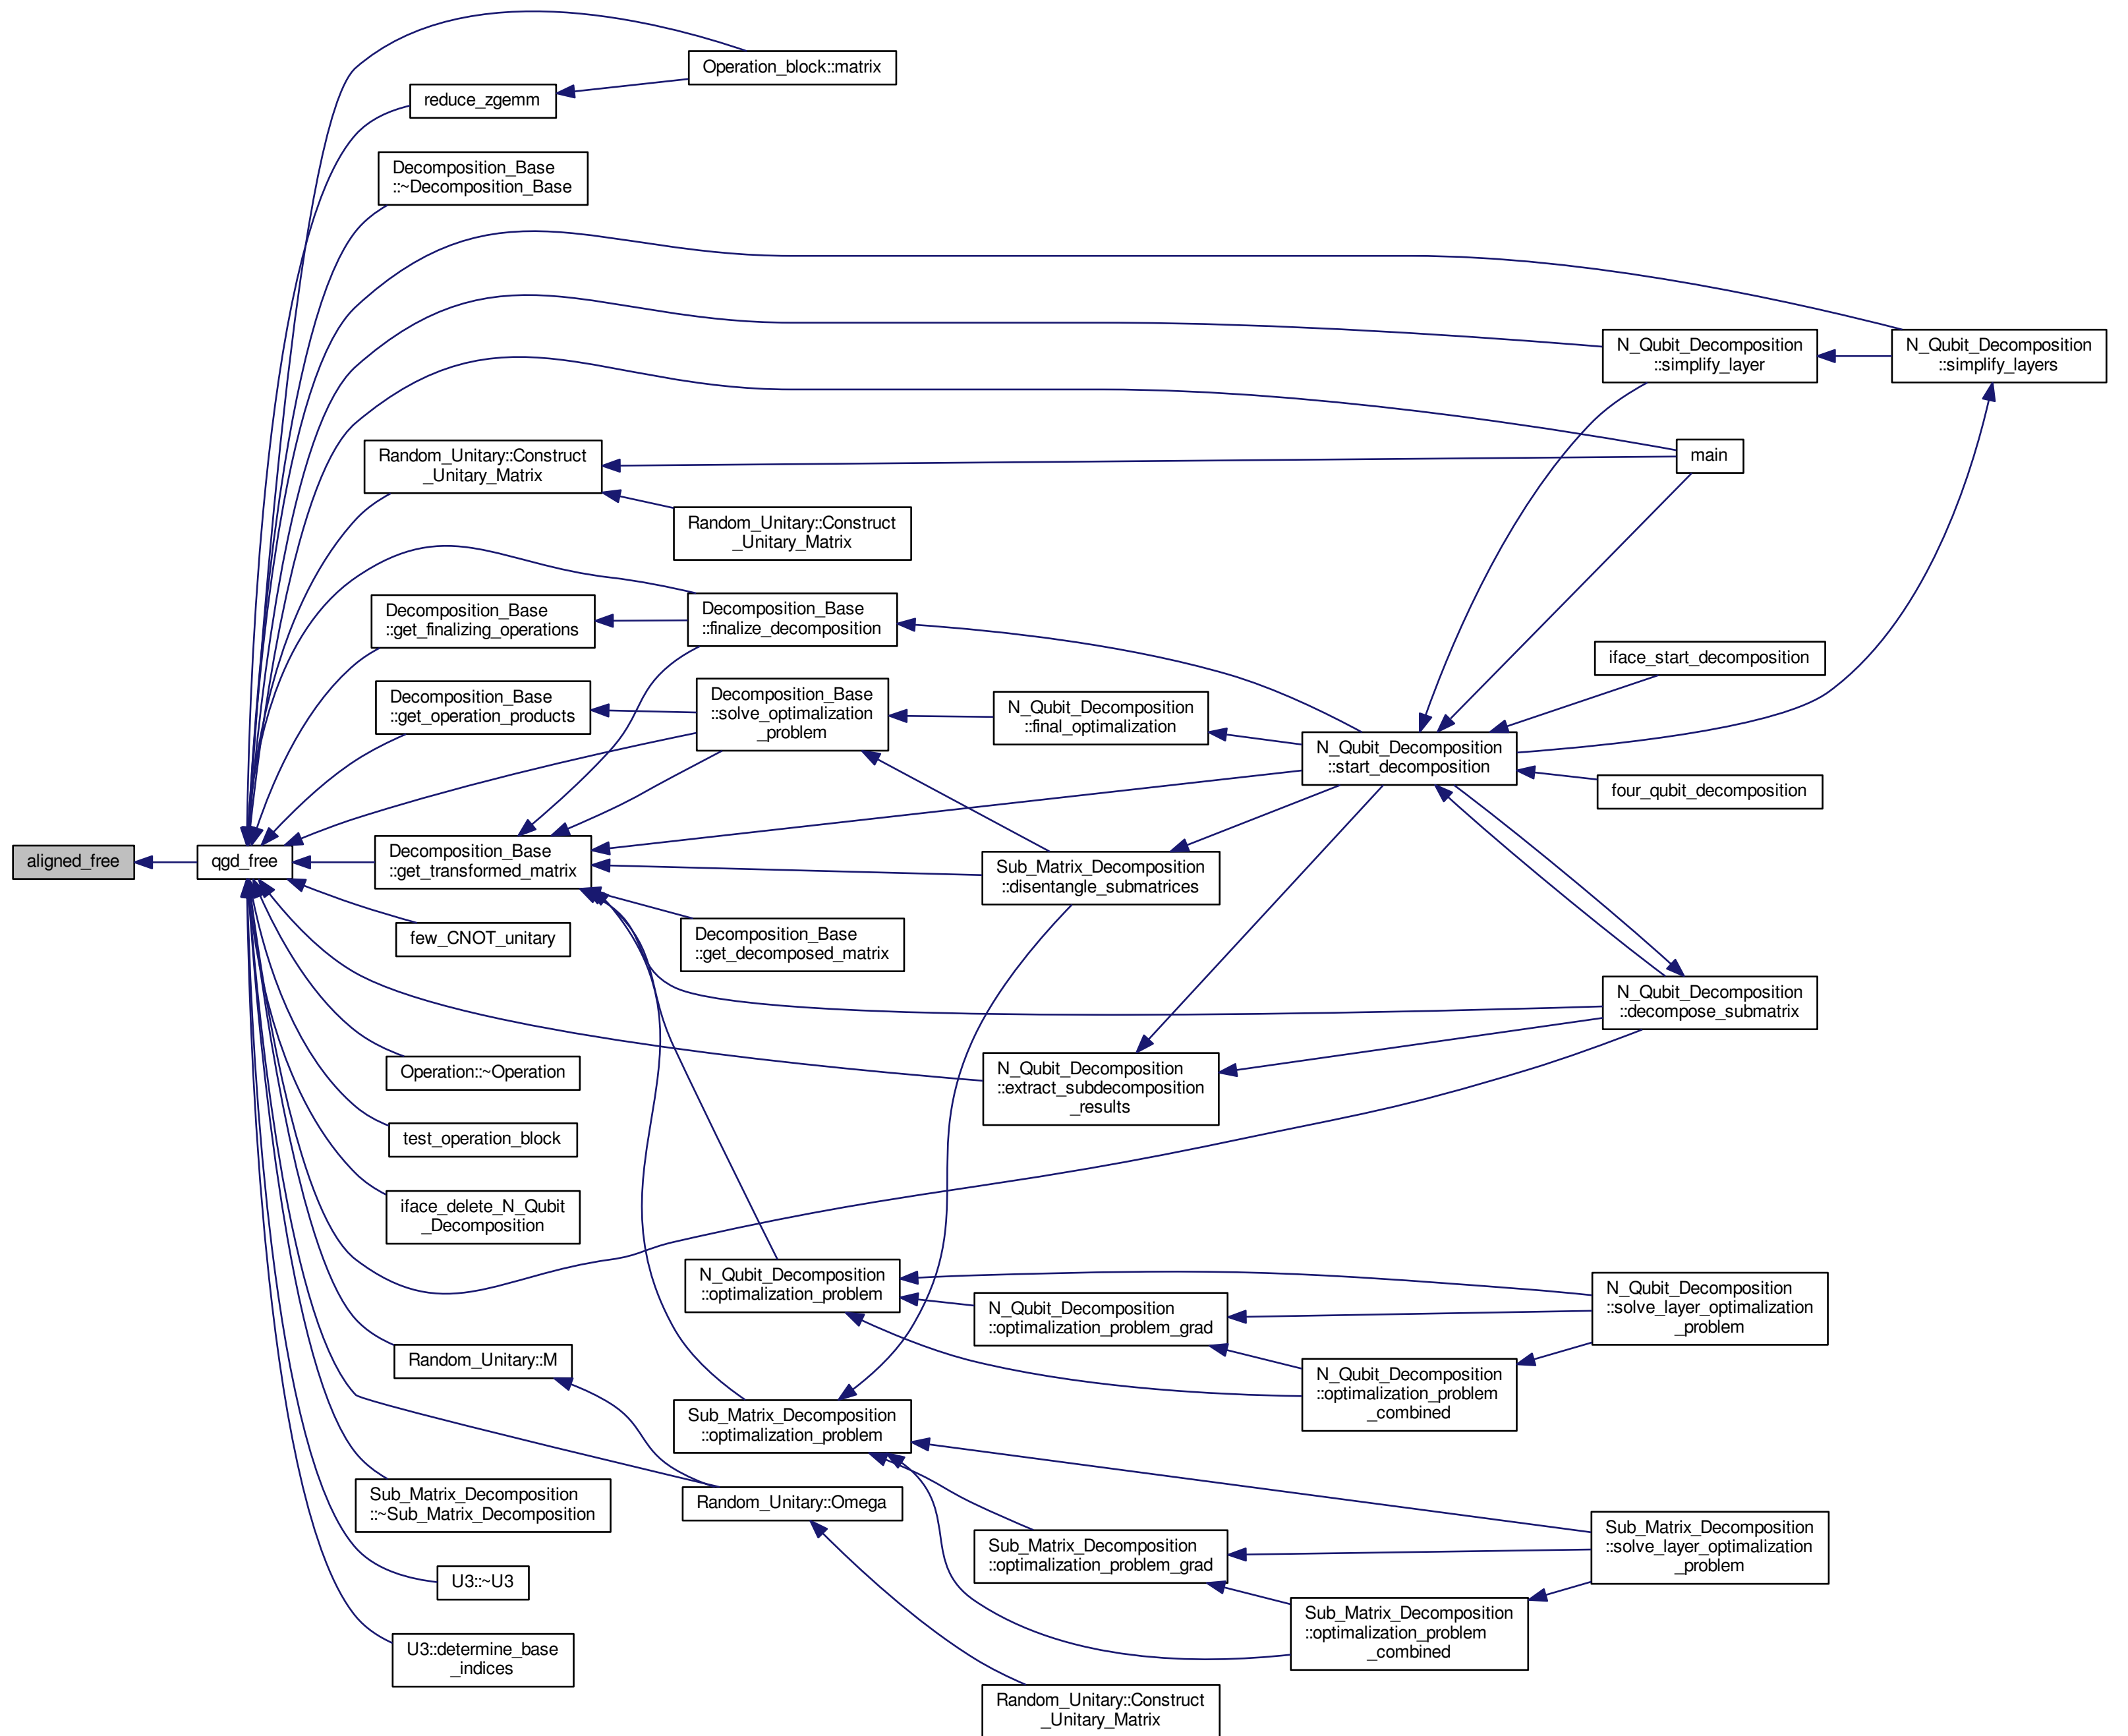 Operation_block::matrix
reduce_zgemm
Decomposition_Base
::~Decomposition_Base
N_Qubit_Decomposition
::simplify_layer
N_Qubit_Decomposition
::simplify_layers
main
Random_Unitary::Construct
_Unitary_Matrix
Random_Unitary::Construct
_Unitary_Matrix
Decomposition_Base
::get_finalizing_operations
Decomposition_Base
::finalize_decomposition
iface_start_decomposition
Decomposition_Base
::get_operation_products
Decomposition_Base
::solve_optimalization
_problem
N_Qubit_Decomposition
::final_optimalization
N_Qubit_Decomposition
::start_decomposition
four_qubit_decomposition
aligned_free
qgd_free
Decomposition_Base
::get_transformed_matrix
Sub_Matrix_Decomposition
::disentangle_submatrices
few_CNOT_unitary
Decomposition_Base
::get_decomposed_matrix
N_Qubit_Decomposition
::decompose_submatrix
Operation::~Operation
N_Qubit_Decomposition
::extract_subdecomposition
_results
test_operation_block
iface_delete_N_Qubit
_Decomposition
N_Qubit_Decomposition
::optimalization_problem
N_Qubit_Decomposition
::optimalization_problem_grad
N_Qubit_Decomposition
::solve_layer_optimalization
_problem
Random_Unitary::M
N_Qubit_Decomposition
::optimalization_problem
_combined
Sub_Matrix_Decomposition
::optimalization_problem
Sub_Matrix_Decomposition
::~Sub_Matrix_Decomposition
Random_Unitary::Omega
Sub_Matrix_Decomposition
::optimalization_problem_grad
Sub_Matrix_Decomposition
::solve_layer_optimalization
_problem
U3::~U3
Sub_Matrix_Decomposition
::optimalization_problem
_combined
U3::determine_base
_indices
Random_Unitary::Construct
_Unitary_Matrix